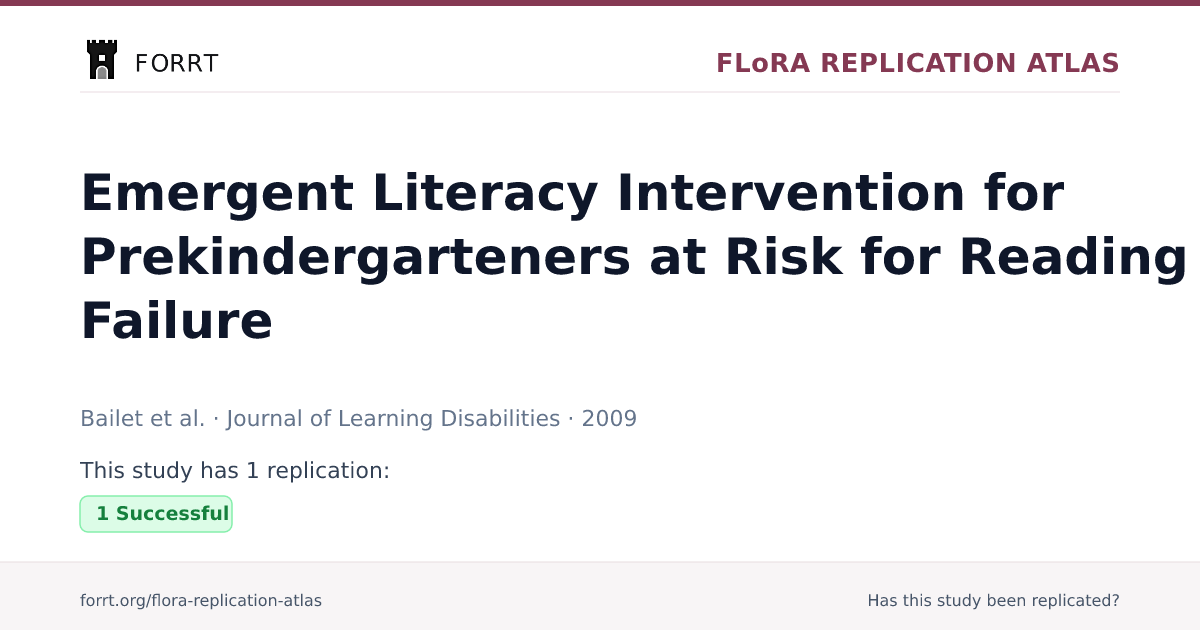 FORRT
FLoRA REPLICATION ATLAS
Emergent Literacy Intervention for
Prekindergarteners at Risk for Reading
Failure
Bailet et al. · Journal of Learning Disabilities · 2009
This study has 1 replication:
1 Successful
forrt.org/flora-replication-atlas
Has this study been replicated?